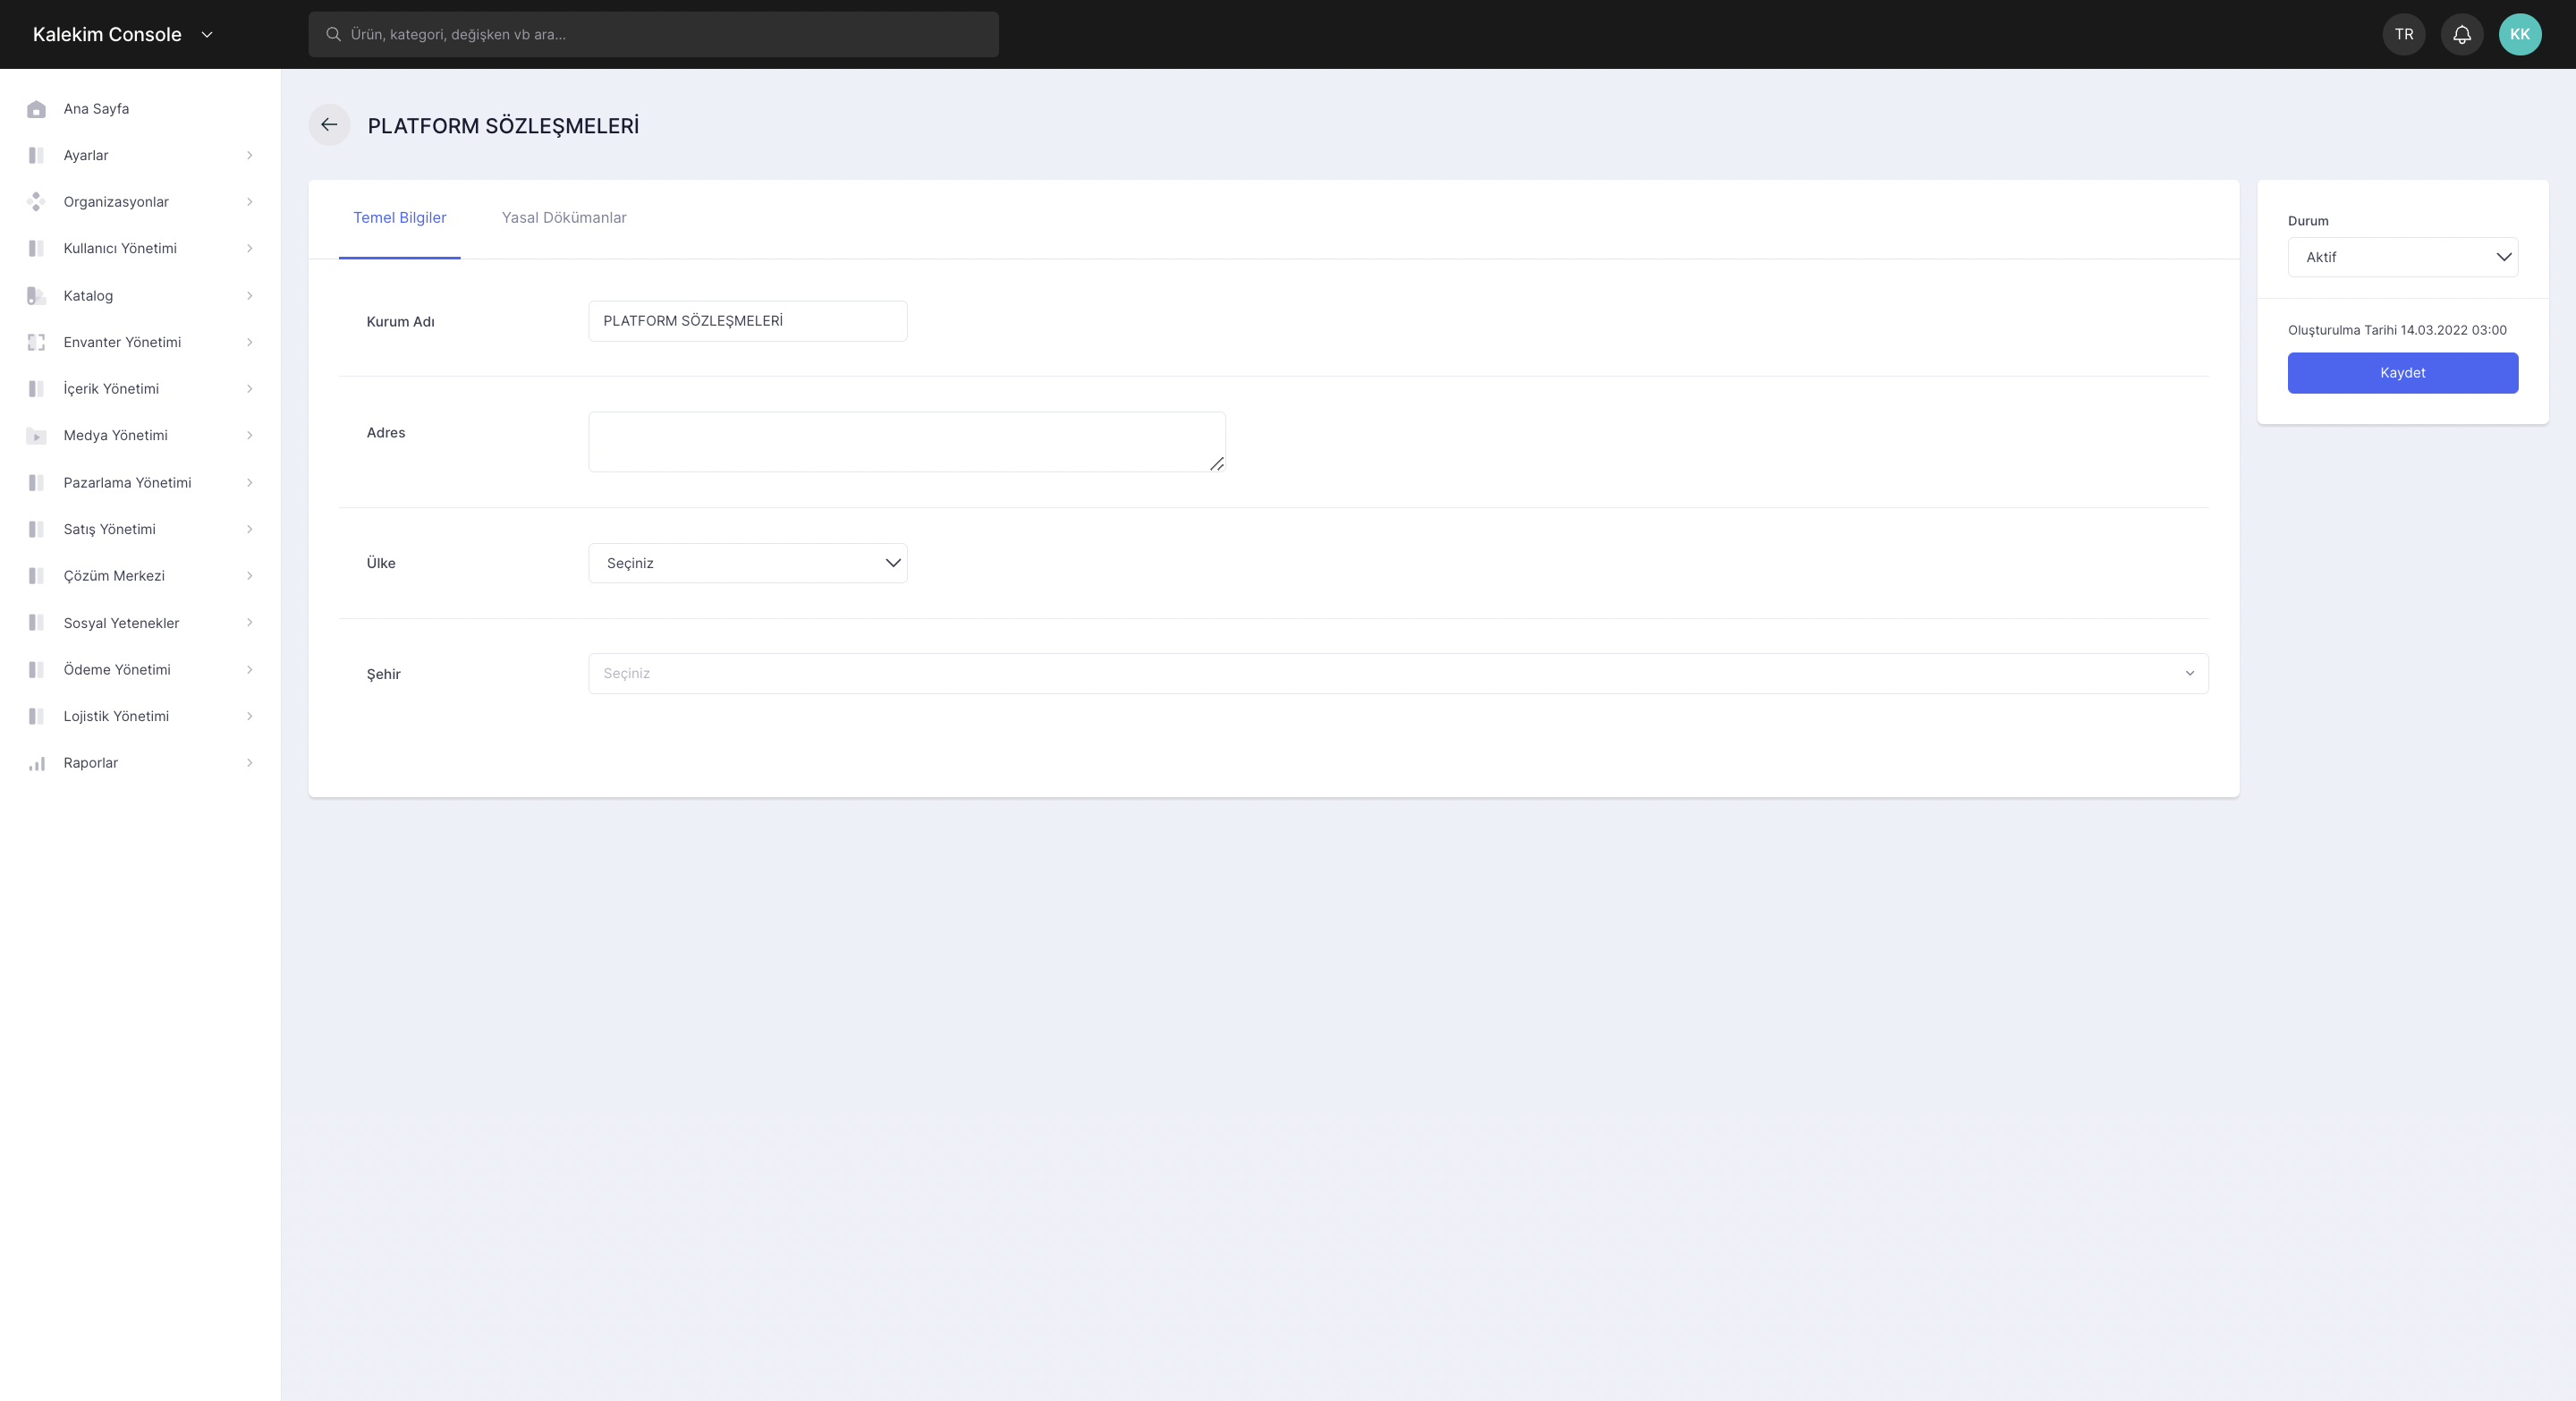 Kalekim Console
Ürün, kategori, değişken vb ara...
TR
KK
Ana Sayfa
Ayarlar
Organizasyonlar
Kullanıcı Yönetimi
Katalog
Envanter Yönetimi
İçerik Yönetimi
Medya Yönetimi
Pazarlama Yönetimi
Satış Yönetimi
Çözüm Merkezi
Sosyal Yetenekler
Ödeme Yönetimi
Lojistik Yönetimi
Raporlar
PLATFORM SÖZLEŞMELERİ
Temel Bilgiler
Yasal Dökümanlar
Kurum Adı
PLATFORM SÖZLEŞMELERİ
Adres
Ülke
Seçiniz
Şehir
Seçiniz
Durum
Aktif
Oluşturulma Tarihi 14.03.2022 03:00
Kaydet